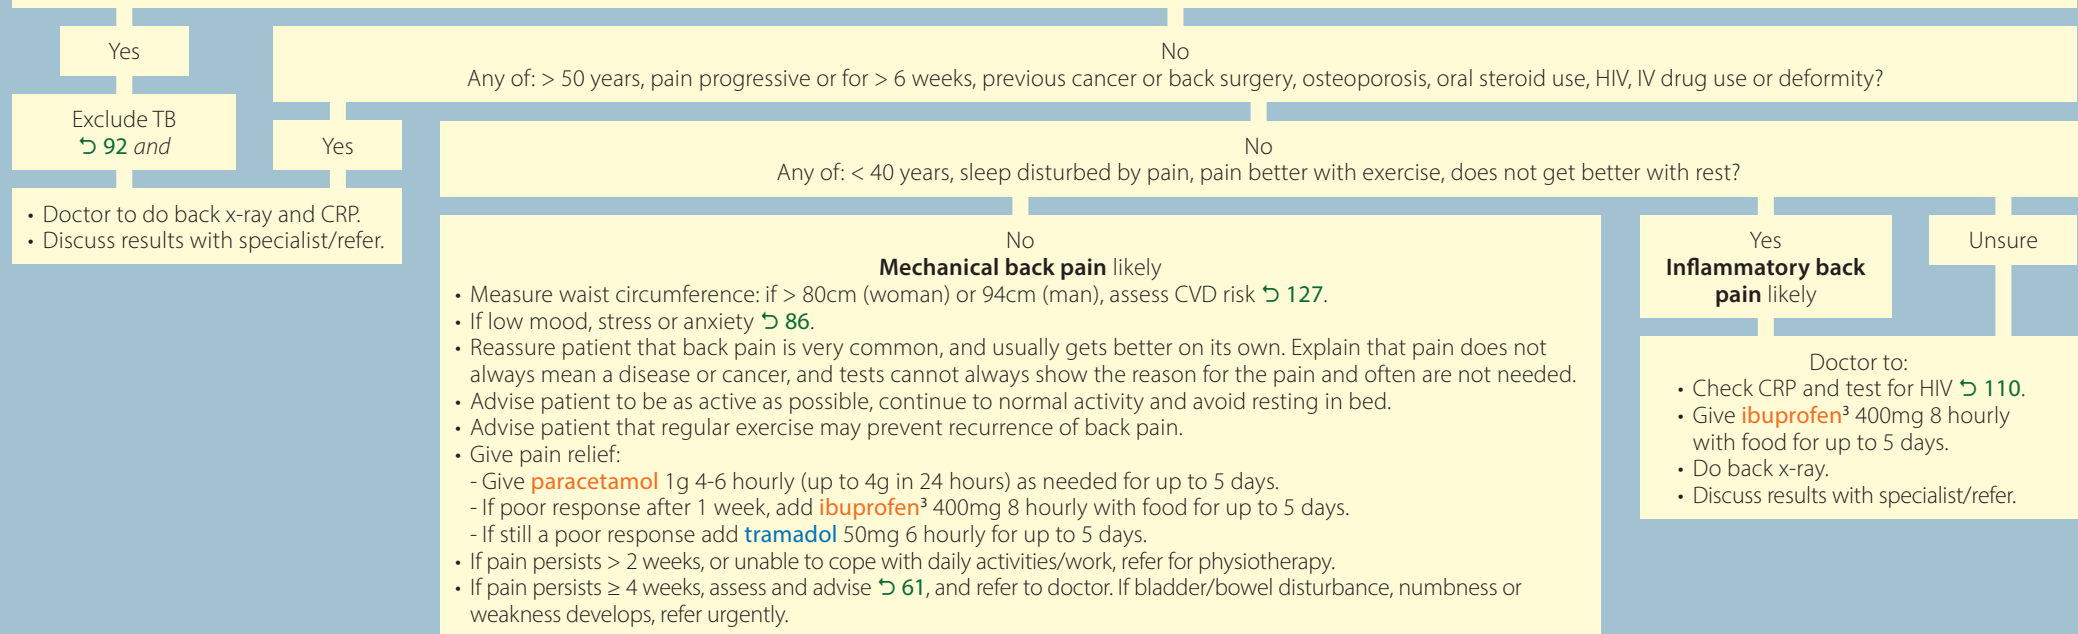 Yes
No
Any of: > 50 years, pain progressive or for > 6 weeks, previous cancer or back surgery, osteoporosis, oral steroid use, HIV, IV drug use or deformity?
Exclude TB
⮌ 92 and
Yes
No
Any of: < 40 years, sleep disturbed by pain, pain better with exercise, does not get better with rest?
• Doctor to do back x-ray and CRP.
• Discuss results with specialist/refer.
No
Mechanical back pain likely
• Measure waist circumference: if > 80cm (woman) or 94cm (man), assess CVD risk ⮌ 127.
• If low mood, stress or anxiety ⮌ 86.
• Reassure patient that back pain is very common, and usually gets better on its own. Explain that pain does not
always mean a disease or cancer, and tests cannot always show the reason for the pain and often are not needed.
• Advise patient to be as active as possible, continue to normal activity and avoid resting in bed.
• Advise patient that regular exercise may prevent recurrence of back pain.
• Give pain relief:
- Give paracetamol 1g 4-6 hourly (up to 4g in 24 hours) as needed for up to 5 days.
- If poor response after 1 week, add ibuprofen³ 400mg 8 hourly with food for up to 5 days.
- If still a poor response add tramadol 50mg 6 hourly for up to 5 days.
• If pain persists > 2 weeks, or unable to cope with daily activities/work, refer for physiotherapy.
• If pain persists ≥ 4 weeks, assess and advise ⮌ 61, and refer to doctor. If bladder/bowel disturbance, numbness or
weakness develops, refer urgently.
Yes
Inflammatory back
pain likely
Unsure
Doctor to:
• Check CRP and test for HIV ⮌ 110.
• Give ibuprofen³ 400mg 8 hourly
with food for up to 5 days.
• Do back x-ray.
• Discuss results with specialist/refer.